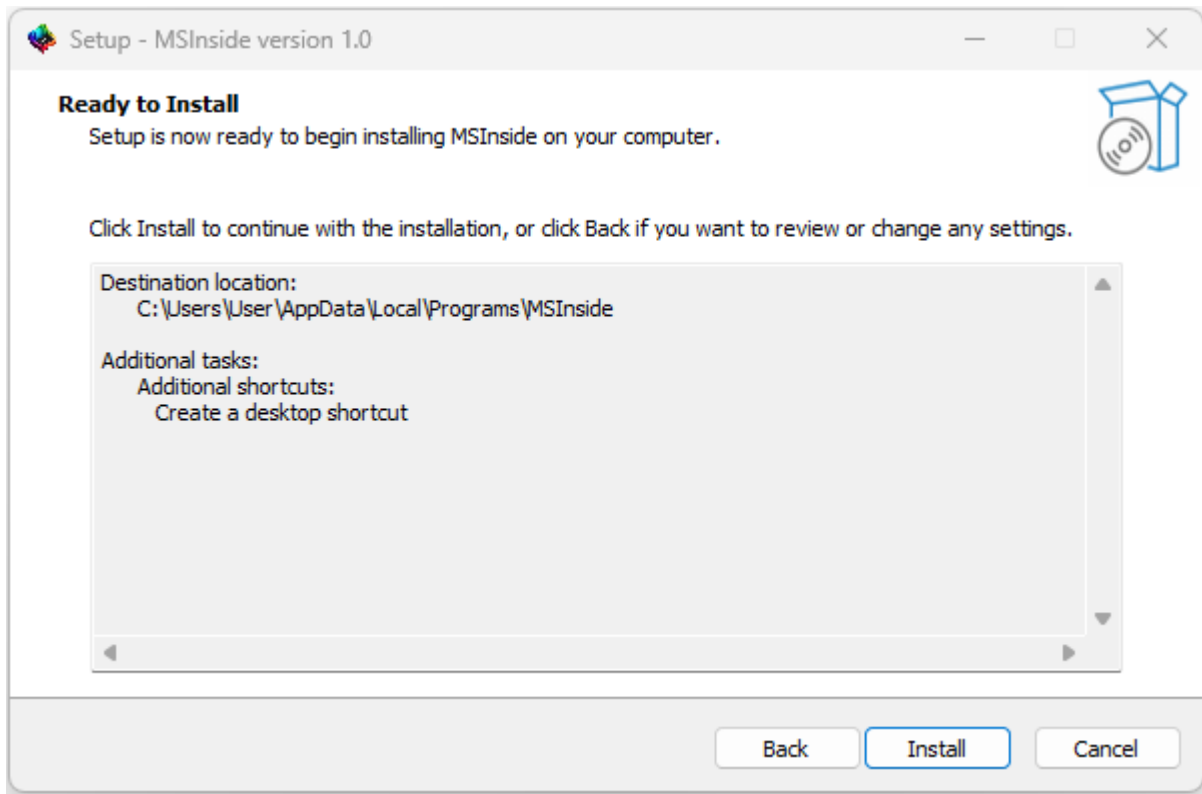 Setup - MSInside version 1.0
Ready to Install
Setup is now ready to begin installing MSInside on your computer.
Click Install to continue with the installation, or click Back if you want to review or change any settings.
Destination location:
C:\Users\User\AppData\Local\Programs\MSInside
Additional tasks:
Additional shortcuts:
Create a desktop shortcut
Back
Install
Cancel